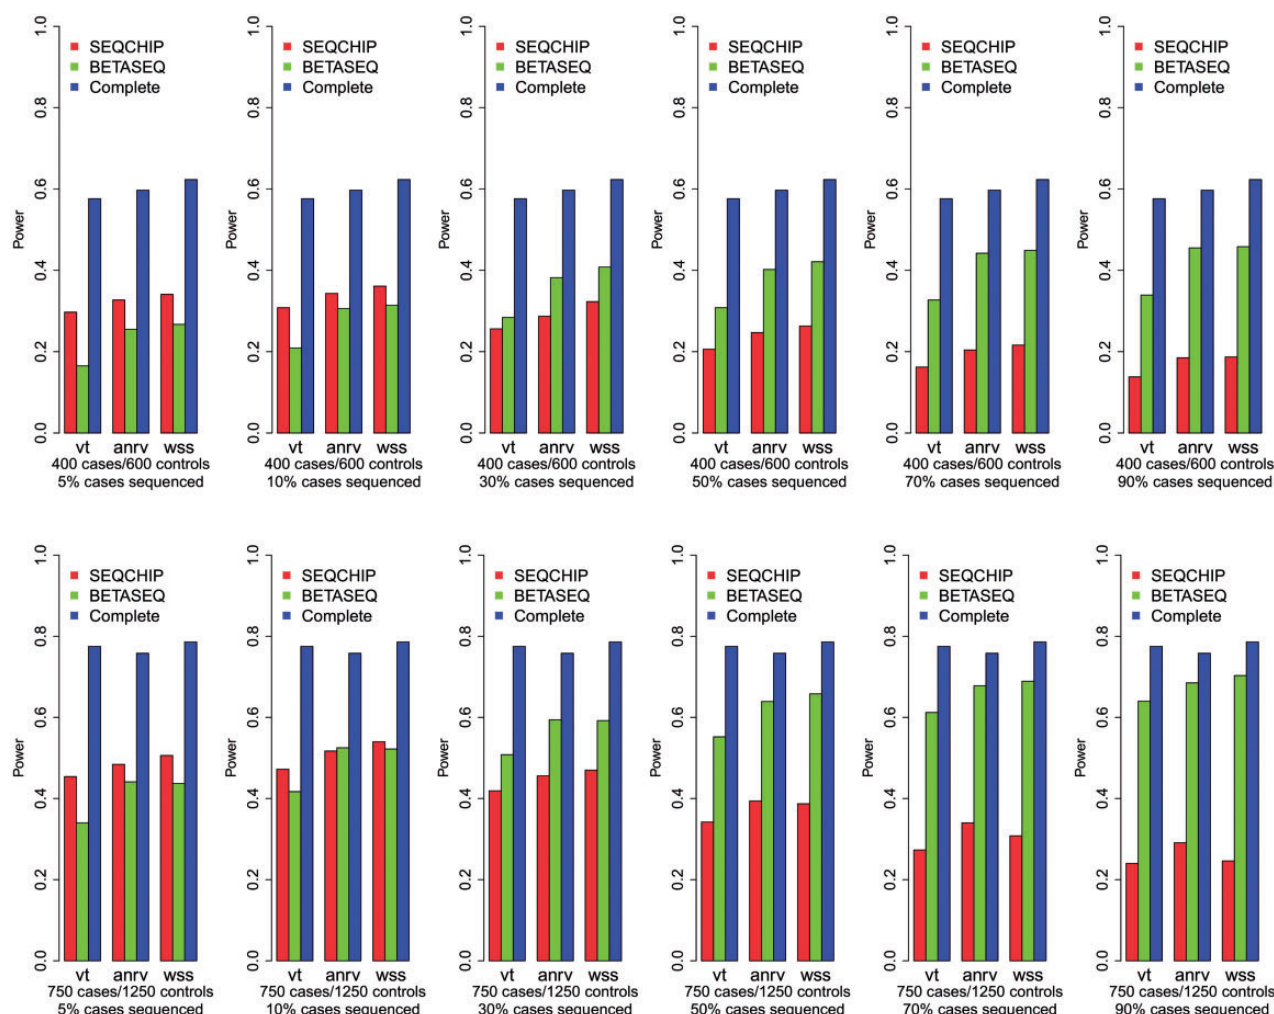 1.0
SEQCHIP
BETASEQ
Complete
0.8
0.6
Power
0.4
0.2
0.0
vt anrv wss
400 cases/600 controls
5% cases sequenced
1.0
SEQCHIP
BETASEQ
Complete
0.8
0.6
Power
0.4
0.2
0.0
vt anrv wss
400 cases/600 controls
10% cases sequenced
1.0
SEQCHIP
BETASEQ
Complete
0.8
0.6
Power
0.4
0.2
0.0
vt anrv wss
400 cases/600 controls
30% cases sequenced
1.0
SEQCHIP
BETASEQ
Complete
0.8
0.6
Power
0.4
0.2
0.0
vt anrv wss
400 cases/600 controls
50% cases sequenced
1.0
SEQCHIP
BETASEQ
Complete
0.8
0.6
Power
0.4
0.2
0.0
vt anrv wss
400 cases/600 controls
70% cases sequenced
1.0
SEQCHIP
BETASEQ
Complete
0.8
0.6
Power
0.4
0.2
0.0
vt anrv wss
400 cases/600 controls
90% cases sequenced
1.0
SEQCHIP
BETASEQ
Complete
0.8
0.6
Power
0.4
0.2
0.0
vt anrv wss
750 cases/1250 controls
5% cases sequenced
1.0
SEQCHIP
BETASEQ
Complete
0.8
0.6
Power
0.4
0.2
0.0
vt anrv wss
750 cases/1250 controls
10% cases sequenced
1.0
SEQCHIP
BETASEQ
Complete
0.8
0.6
Power
0.4
0.2
0.0
vt anrv wss
750 cases/1250 controls
30% cases sequenced
1.0
SEQCHIP
BETASEQ
Complete
0.8
0.6
Power
0.4
0.2
0.0
vt anrv wss
750 cases/1250 controls
50% cases sequenced
1.0
SEQCHIP
BETASEQ
Complete
0.8
0.6
Power
0.4
0.2
0.0
vt anrv wss
750 cases/1250 controls
70% cases sequenced
1.0
SEQCHIP
BETASEQ
Complete
0.8
0.6
Power
0.4
0.2
0.0
vt anrv wss
750 cases/1250 controls
90% cases sequenced